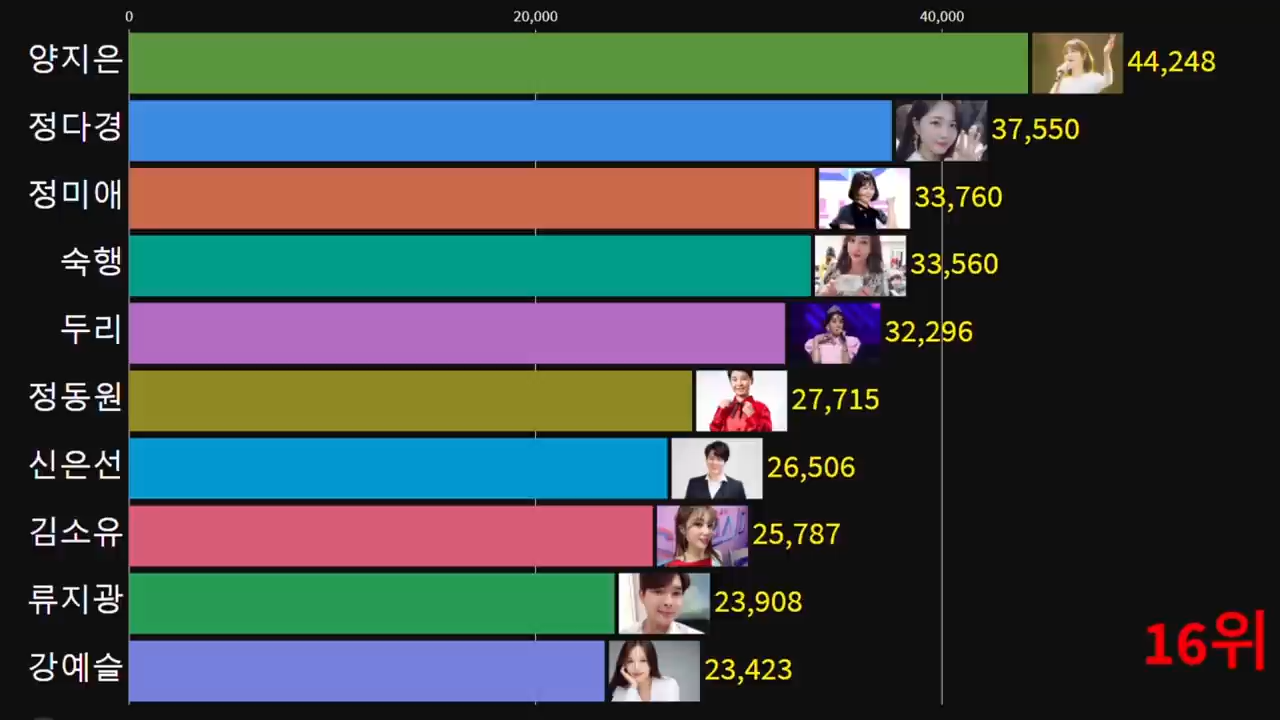 0 20,000 40,000
양지은 44,248
정다경 37,550
정미애 33,760
숙행 33,560
두리 32,296
정동원 27,715
신은선 26,506
김소유 25,787
류지광 23,908
강예슬 23,423
16위